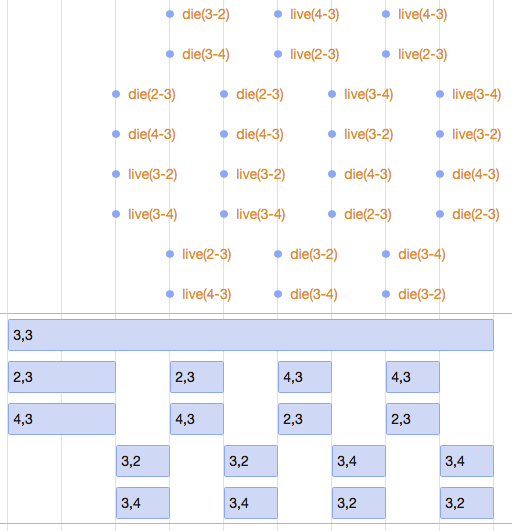 die(3-2) live(4-3) live(4-3)
die(3-4) live(2-3) live(2-3)
die(2-3) die(2-3) live(3-4) live(3-4)
die(4-3) die(4-3) live(3-2) live(3-2)
live(3-2) live(3-2) die(4-3) die(4-3)
live(3-4) live(3-4) die(2-3) die(2-3)
live(2-3) die(3-2) die(3-4)
live(4-3) die(3-4) die(3-2)
3,3
2,3 2,3 4,3 4,3
4,3 4,3 2,3 2,3
3,2 3,2 3,4 3,4
3,4 3,4 3,2 3,2